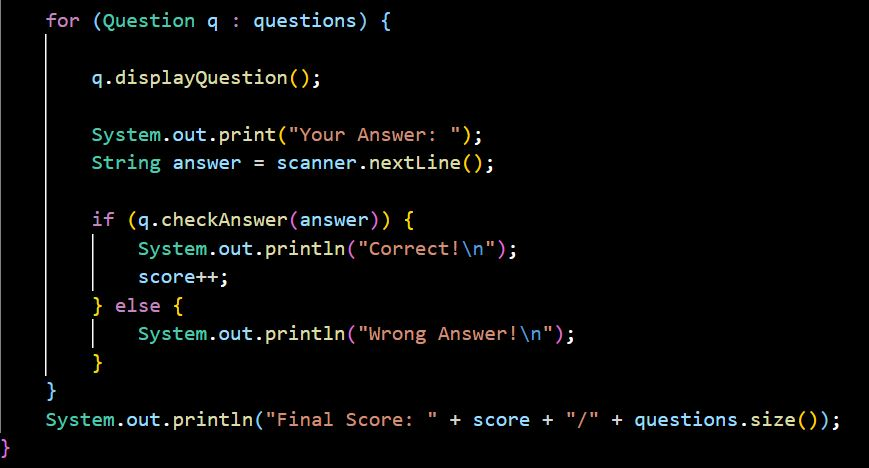 for (Question q : questions) {
q.displayQuestion();
System.out.print("Your Answer: ");
String answer = scanner.nextLine();
if (q.checkAnswer(answer)) {
System.out.println("Correct!\n");
score++;
} else {
System.out.println("Wrong Answer!\n");
}
}
System.out.println("Final Score: " + score + "/" + questions.size());
}